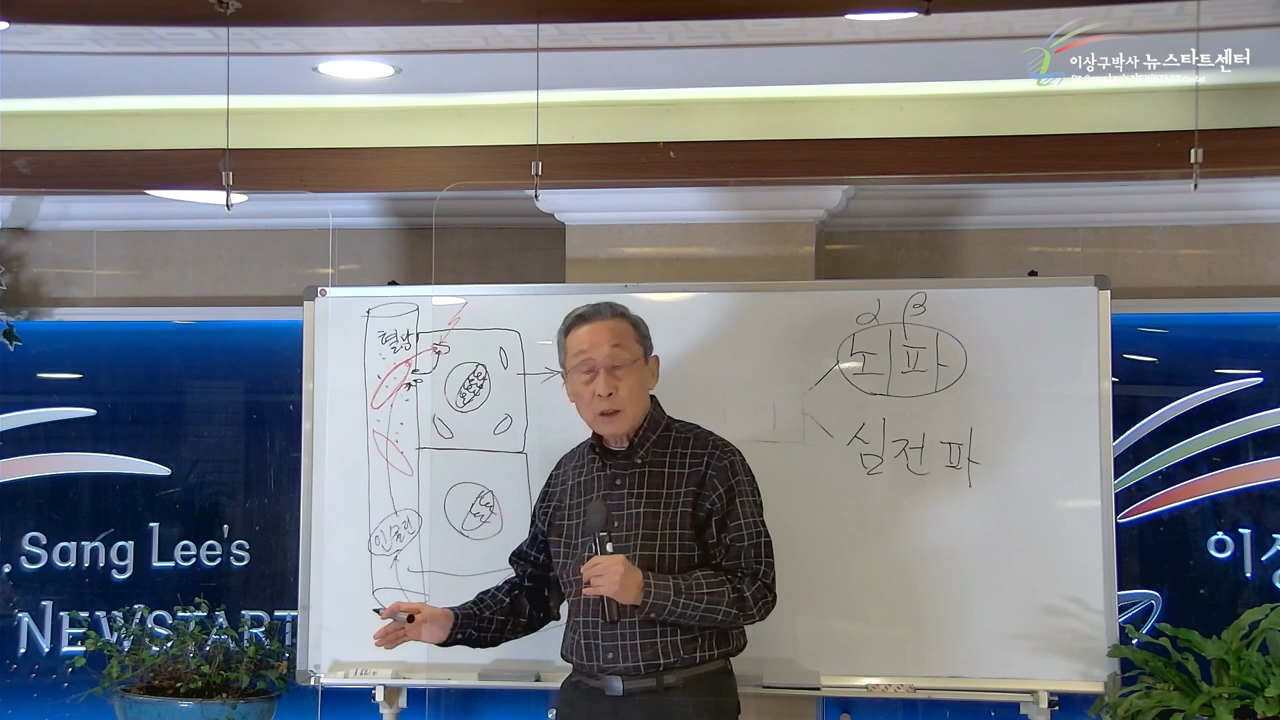 이상구박사 뉴스타트센터
α β
뇌파
심전파
혈당
인슐린
. Sang Lee's
NEWSTART
이상